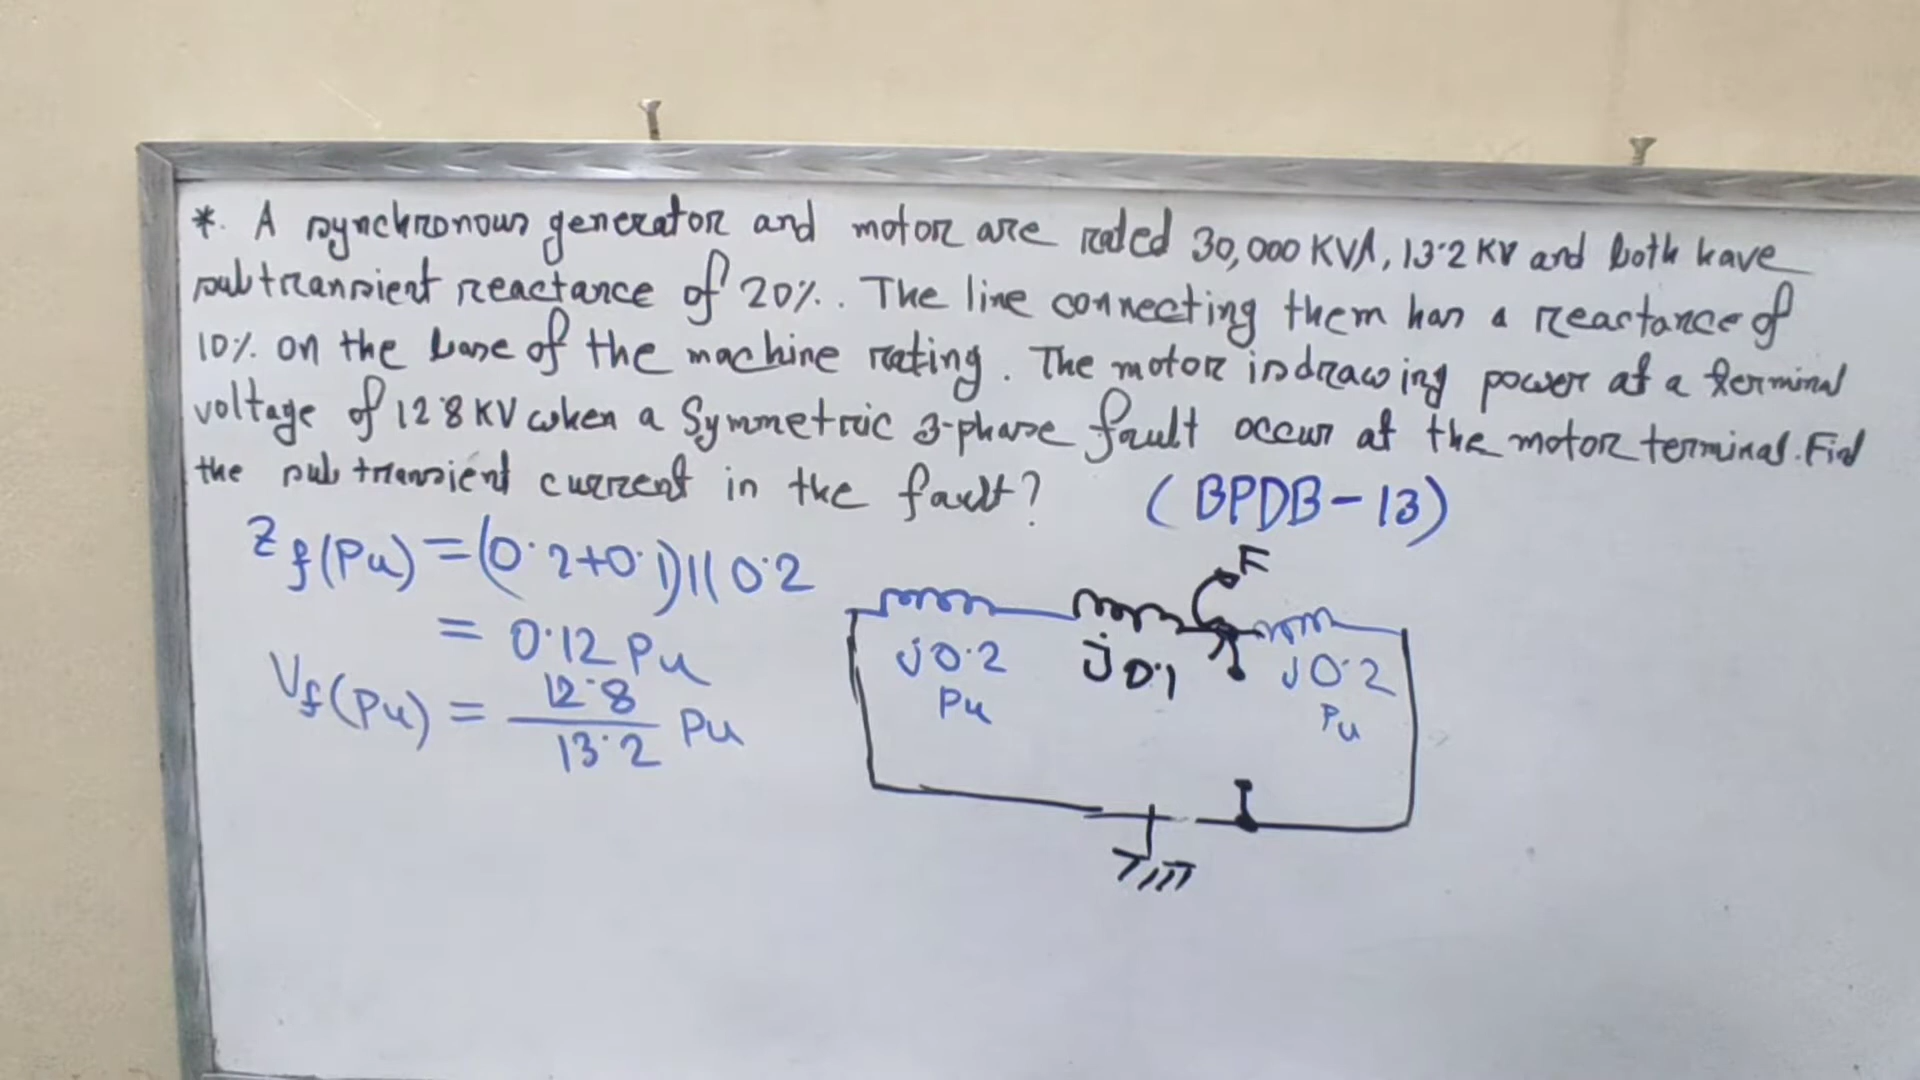 *. A synchronous generator and motor are rated 30,000 KVA, 13.2 KV and both have
subtransient reactance of 20%.. The line connecting them has a reactance of
10% on the base of the machine rating. The motor is drawing power at a terminal
voltage of 12.8 KV when a Symmetric 3-phase fault occur at the motor terminal. Find
the subtransient current in the fault? (BPDB-13)
Z f(Pu) = (0.2+0.1)||0.2
= 0.12 Pu
Vf(Pu) = 12.8/13.2 Pu
F
j0.2 Pu
j0.1
j0.2 Pu